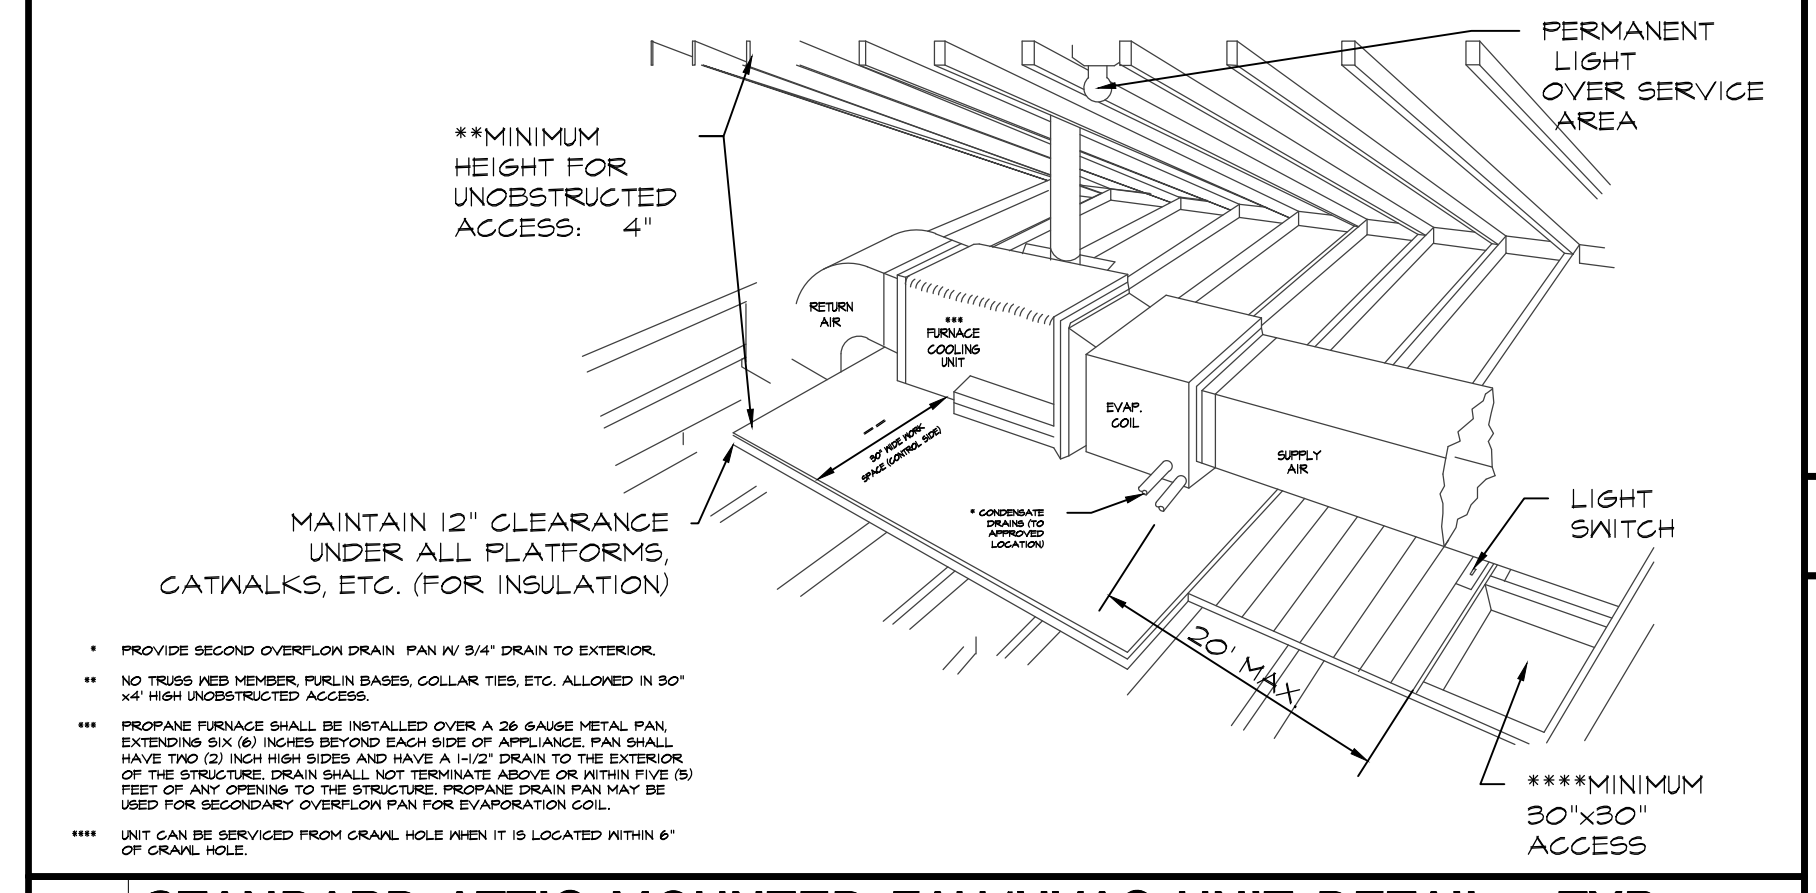 PERMANENT
LIGHT
OVER SERVICE
AREA
**MINIMUM
HEIGHT FOR
UNOBSTRUCTED
ACCESS: 4"
RETURN
AIR
***
FURNACE
COOLING
UNIT
EVAP.
COIL
SUPPLY
AIR
30" WIDE WORK
SPACE (CONTROL SIDE)
* CONDENSATE
DRAINS (TO
APPROVED
LOCATION)
LIGHT
SWITCH
MAINTAIN 12" CLEARANCE
UNDER ALL PLATFORMS,
CATWALKS, ETC. (FOR INSULATION)
20' MAX.
****MINIMUM
30"x30"
ACCESS
* PROVIDE SECOND OVERFLOW DRAIN PAN W/ 3/4" DRAIN TO EXTERIOR.
** NO TRUSS WEB MEMBER, PURLIN BASES, COLLAR TIES, ETC. ALLOWED IN 30"
x4' HIGH UNOBSTRUCTED ACCESS.
*** PROPANE FURNACE SHALL BE INSTALLED OVER A 26 GAUGE METAL PAN,
EXTENDING SIX (6) INCHES BEYOND EACH SIDE OF APPLIANCE. PAN SHALL
HAVE TWO (2) INCH HIGH SIDES AND HAVE A 1-1/2" DRAIN TO THE EXTERIOR
OF THE STRUCTURE. DRAIN SHALL NOT TERMINATE ABOVE OR WITHIN FIVE (5)
FEET OF ANY OPENING TO THE STRUCTURE. PROPANE DRAIN PAN MAY BE
USED FOR SECONDARY OVERFLOW PAN FOR EVAPORATION COIL.
**** UNIT CAN BE SERVICED FROM CRAWL HOLE WHEN IT IS LOCATED WITHIN 6"
OF CRAWL HOLE.
STANDARD ATTIC MOUNTED